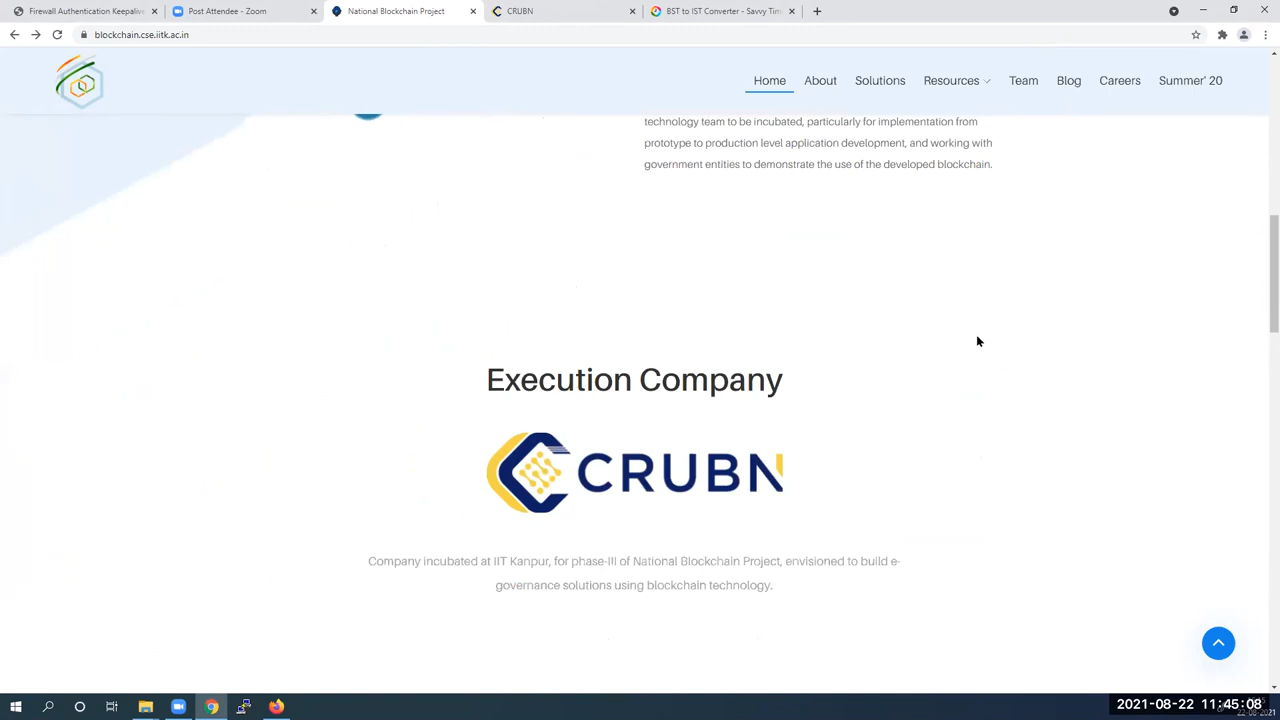 Firewall Authentication Keepalive
Post Attendee - Zoom
National Blockchain Project
CRUBN
BST to IST Converter - Savvy Tim
blockchain.cse.iitk.ac.in
Home
About
Solutions
Resources
Team
Blog
Careers
Summer' 20
technology team to be incubated, particularly for implementation from
prototype to production level application development, and working with
government entities to demonstrate the use of the developed blockchain.
Execution Company
CRUBN
Company incubated at IIT Kanpur, for phase-III of National Blockchain Project, envisioned to build e-
governance solutions using blockchain technology.
2021-08-22 11:45:08